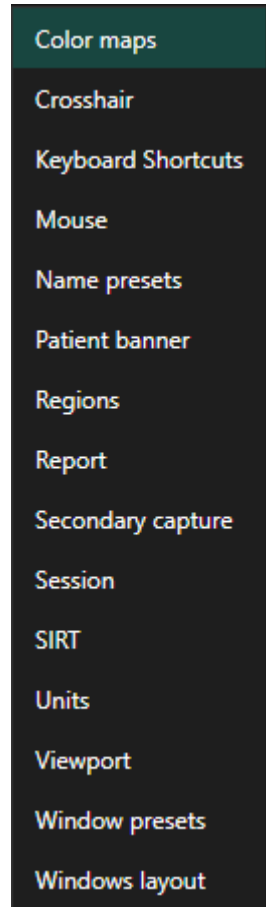 Color maps
Crosshair
Keyboard Shortcuts
Mouse
Name presets
Patient banner
Regions
Report
Secondary capture
Session
SIRT
Units
Viewport
Window presets
Windows layout